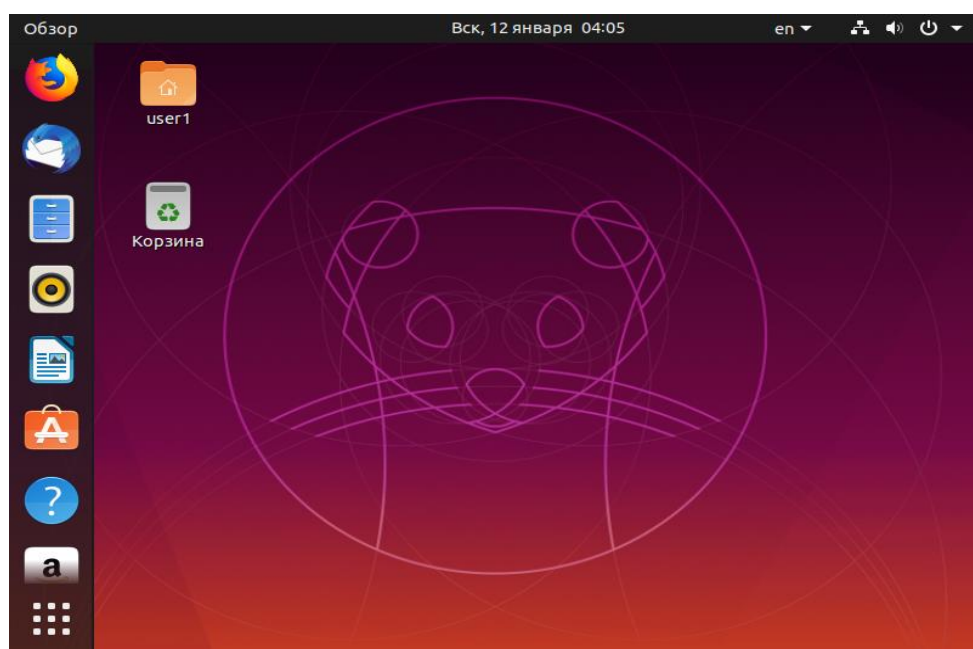 Обзор
Вск, 12 января 04:05
en
user1
Корзина
?
a